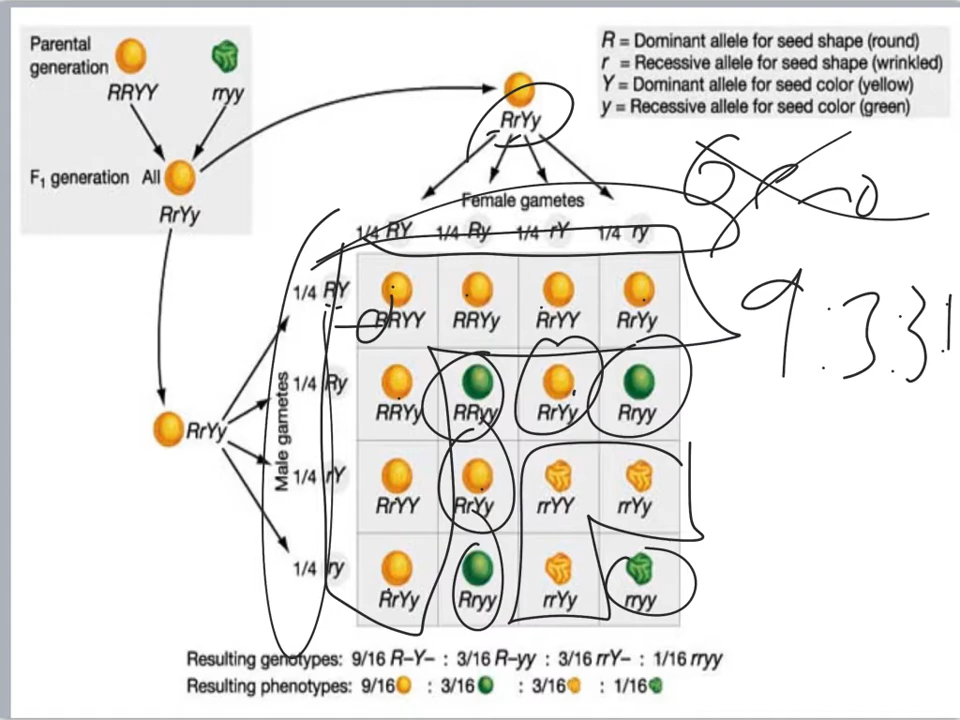 Parental
generation
RRYY
rryy
R = Dominant allele for seed shape (round)
r = Recessive allele for seed shape (wrinkled)
Y = Dominant allele for seed color (yellow)
y = Recessive allele for seed color (green)
RrYy
F₁ generation All
RrYy
Female gametes
1/4 RY 1/4 Ry 1/4 rY 1/4 ry
9:3:3:1
1/4 RY
RRYY RRYy RrYY RrYy
Male gametes
1/4 Ry
RRYy RRyy RrYy Rryy
RrYy
1/4 rY
RrYY RrYy rrYY rrYy
1/4 ry
RrYy Rryy rrYy rryy
Resulting genotypes: 9/16 R–Y– : 3/16 R–yy : 3/16 rrY– : 1/16 rryy
Resulting phenotypes: 9/16 : 3/16 : 3/16 : 1/16